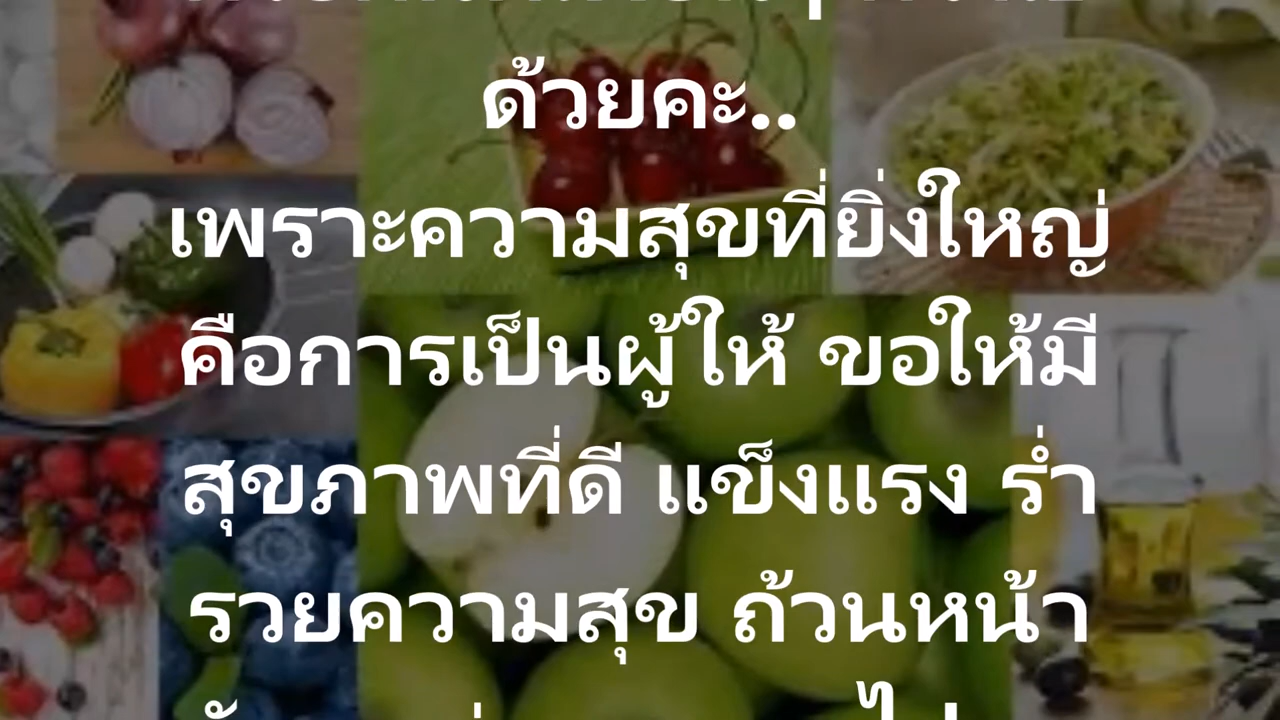 ด้วยคะ..
เพราะความสุขที่ยิ่งใหญ่
คือการเป็นผู้ให้ ขอให้มี
สุขภาพที่ดี แข็งแรง ร่ำ
รวยความสุข ถ้วนหน้า